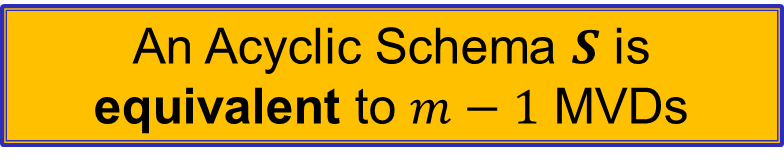 An Acyclic Schema 𝑺 is
equivalent to 𝑚 − 1 MVDs